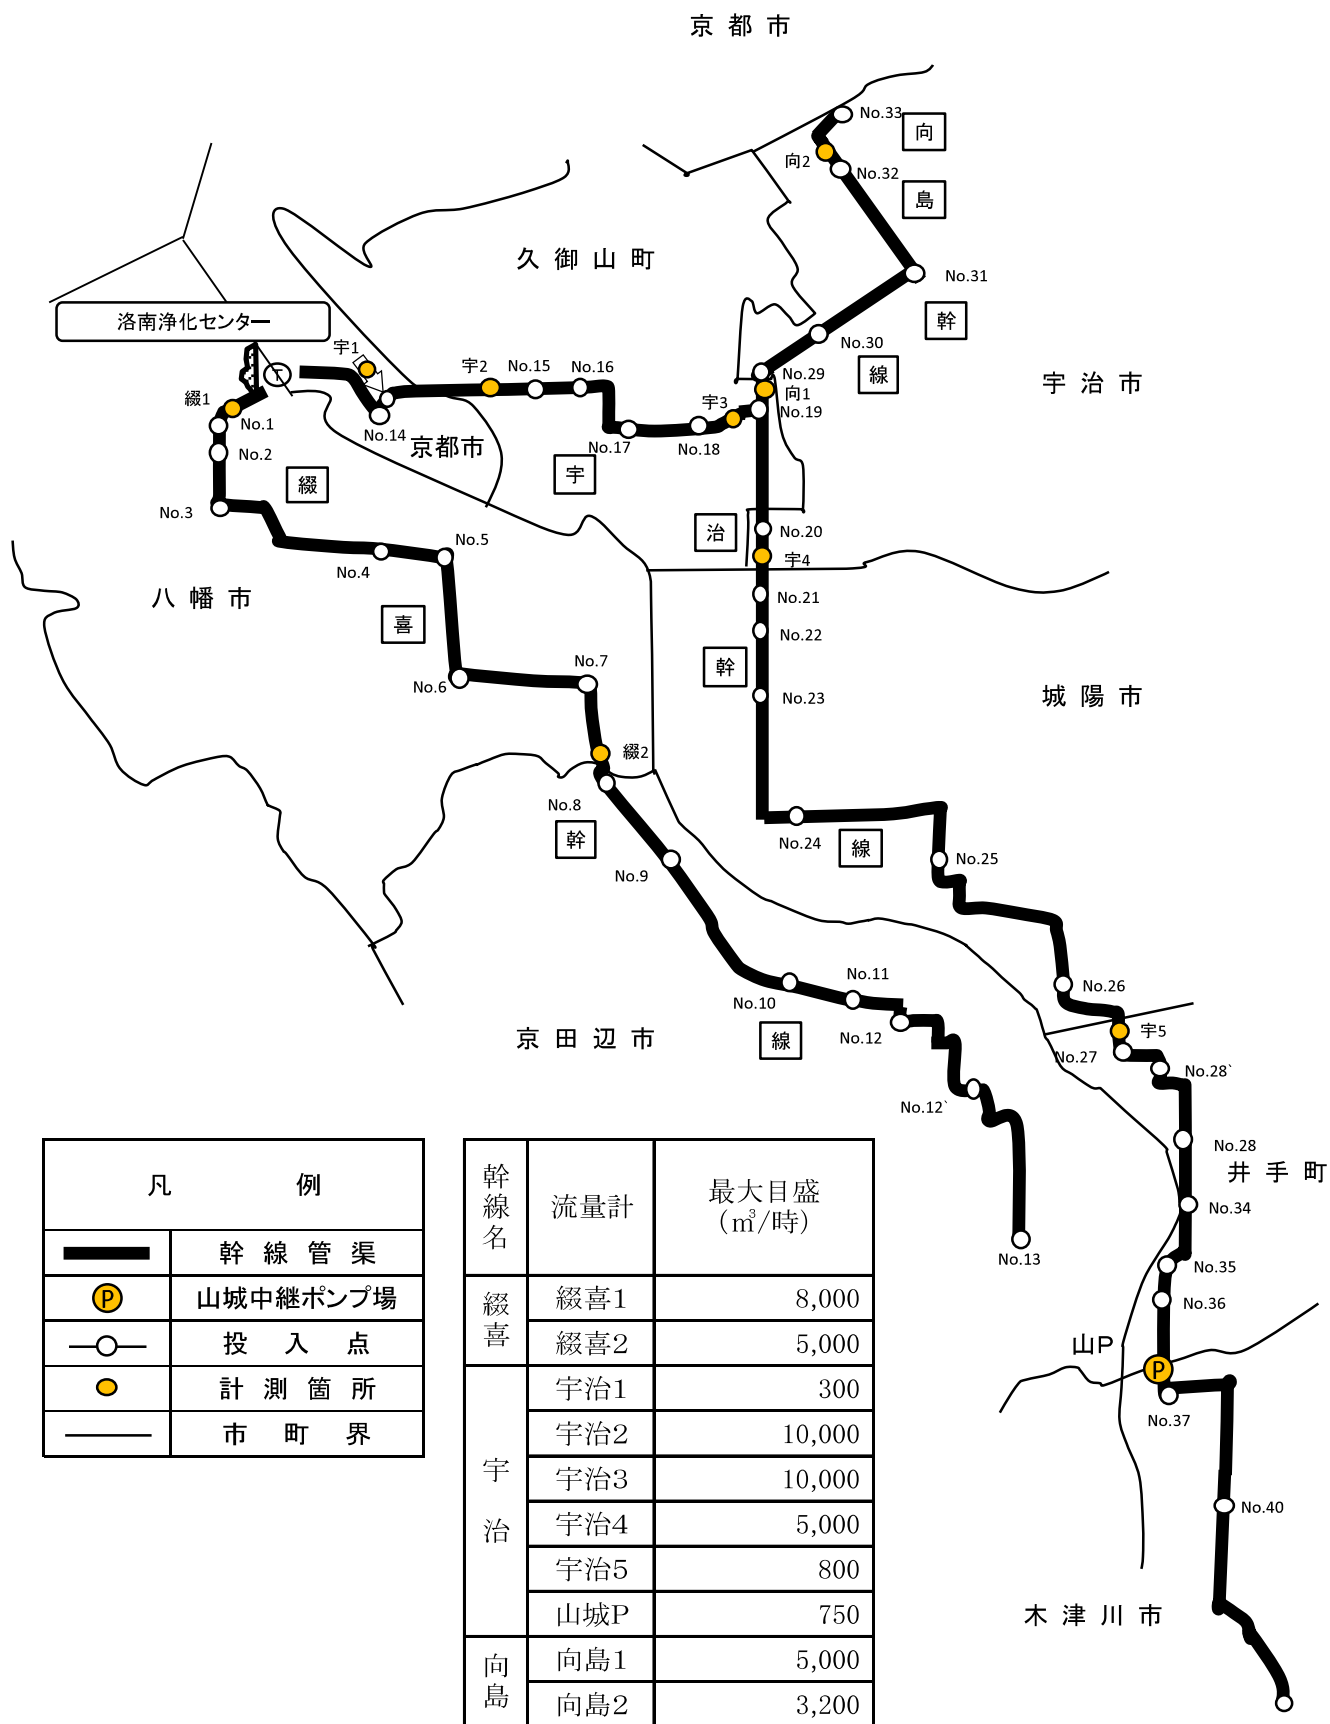 京都市
No.33
向
向2
No.32
島
久御山町
No.31
洛南浄化センター
幹
宇1
No.30
宇2
No.15
No.16
No.29
線
T
宇治市
綴1
向1
宇3
No.19
No.1
No.14
京都市
No.17
No.18
No.2
宇
綴
No.3
治
No.20
No.5
宇4
No.4
八幡市
No.21
喜
No.22
No.7
幹
No.6
城陽市
No.23
綴2
No.8
幹
No.24
線
No.9
No.25
No.11
No.10
No.26
京田辺市
線
No.12
宇5
No.27
No.28`
No.12`
No.28
井手町
No.34
No.13
No.35
No.36
山P
P
No.37
No.40
木津川市
凡例
幹線管渠
P 山城中継ポンプ場
投入点
計測箇所
市町界
幹線名 流量計 最大目盛
(㎥/時)
綴喜 綴喜1 8,000
綴喜2 5,000
宇治 宇治1 300
宇治2 10,000
宇治3 10,000
宇治4 5,000
宇治5 800
山城P 750
向島 向島1 5,000
向島2 3,200